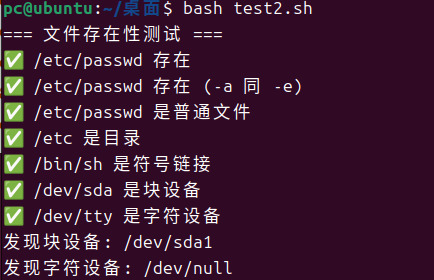 pc@ubuntu:~/桌面$ bash test2.sh
=== 文件存在性测试 ===
✅ /etc/passwd 存在
✅ /etc/passwd 存在 (-a 同 -e)
✅ /etc/passwd 是普通文件
✅ /etc 是目录
✅ /bin/sh 是符号链接
✅ /dev/sda 是块设备
✅ /dev/tty 是字符设备
发现块设备: /dev/sda1
发现字符设备: /dev/null